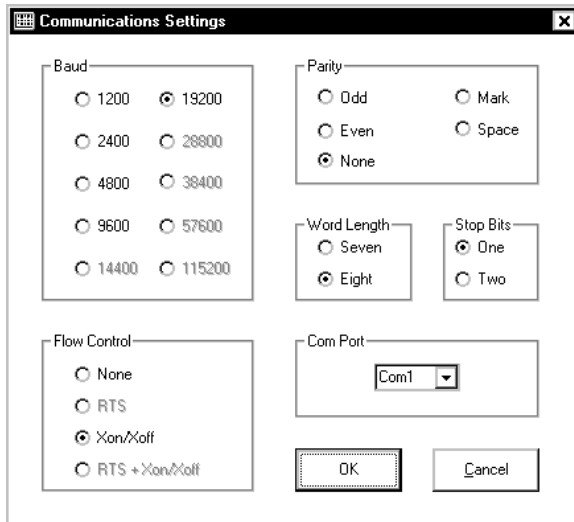 Communications Settings
Baud
1200
19200
2400
28800
4800
38400
9600
57600
14400
115200
Parity
Odd
Mark
Even
Space
None
Word Length
Seven
Eight
Stop Bits
One
Two
Flow Control
None
RTS
Xon/Xoff
RTS + Xon/Xoff
Com Port
Com1
OK
Cancel